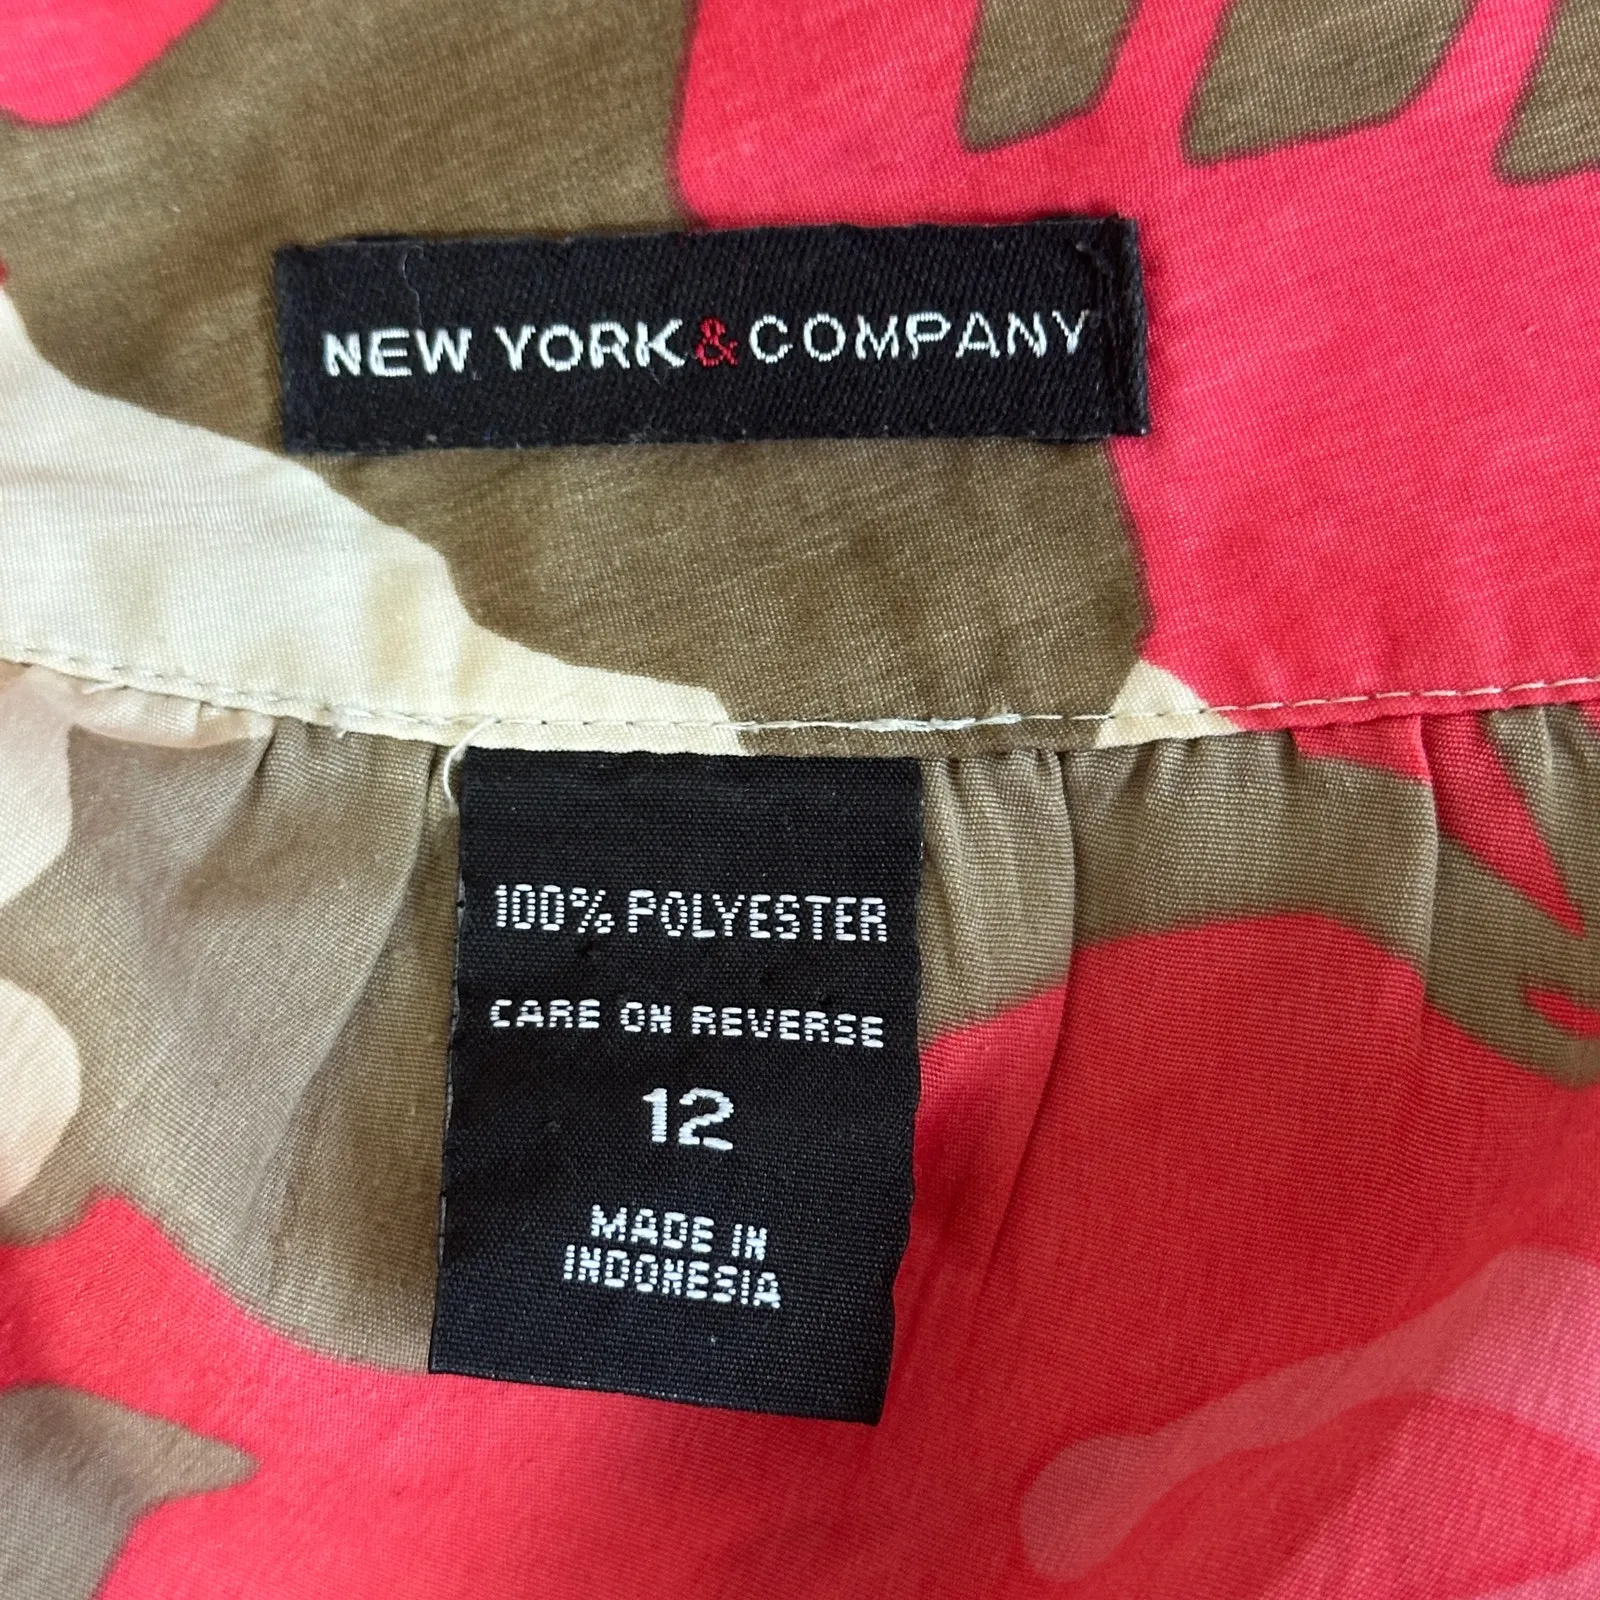 NEW YORK & COMPANY
100% POLYESTER
CARE ON REVERSE
12
MADE IN
INDONESIA